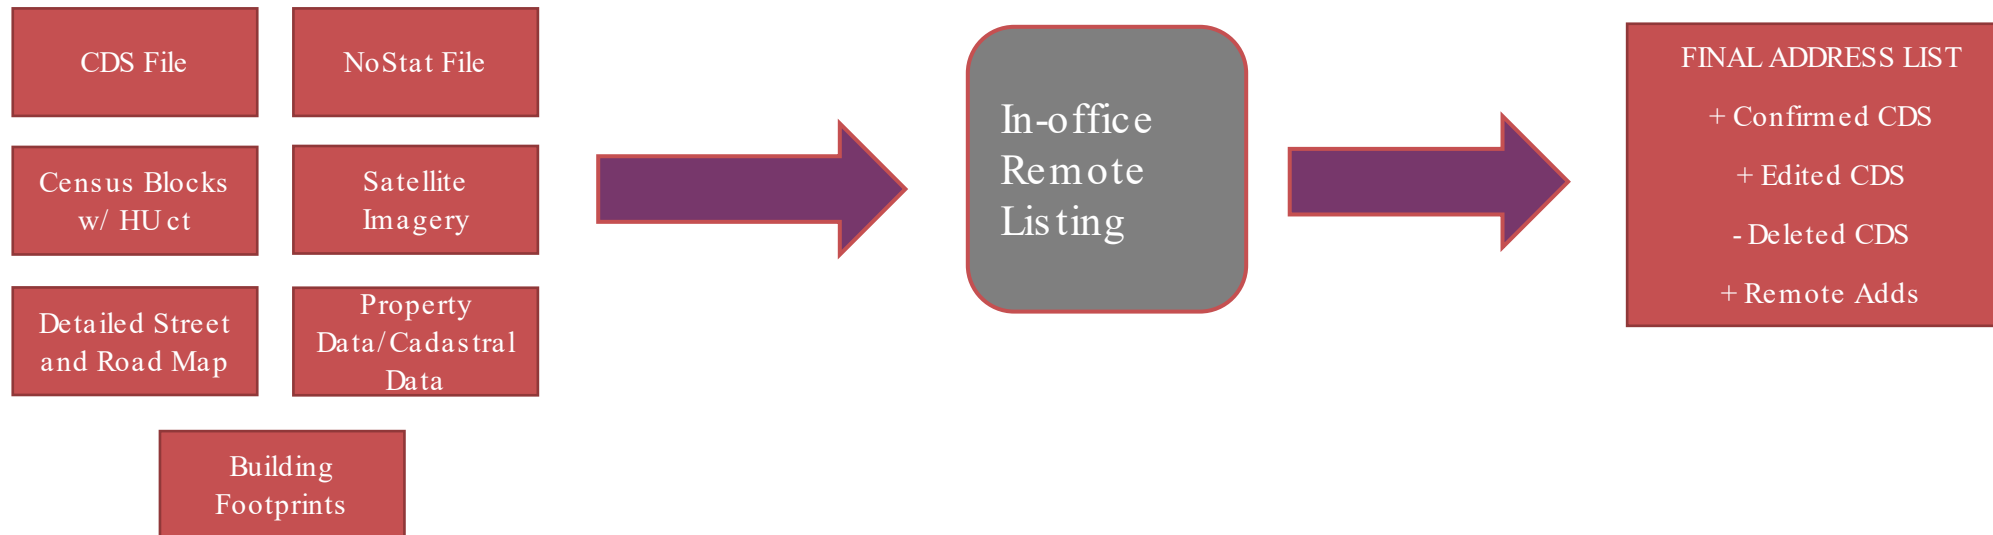 CDS File
NoStat File
Census Blocks
w/ HU ct
Satellite
Imagery
Detailed Street
and Road Map
Property
Data/Cadastral
Data
Building
Footprints
In-office
Remote
Listing
FINAL ADDRESS LIST
+ Confirmed CDS
+ Edited CDS
- Deleted CDS
+ Remote Adds